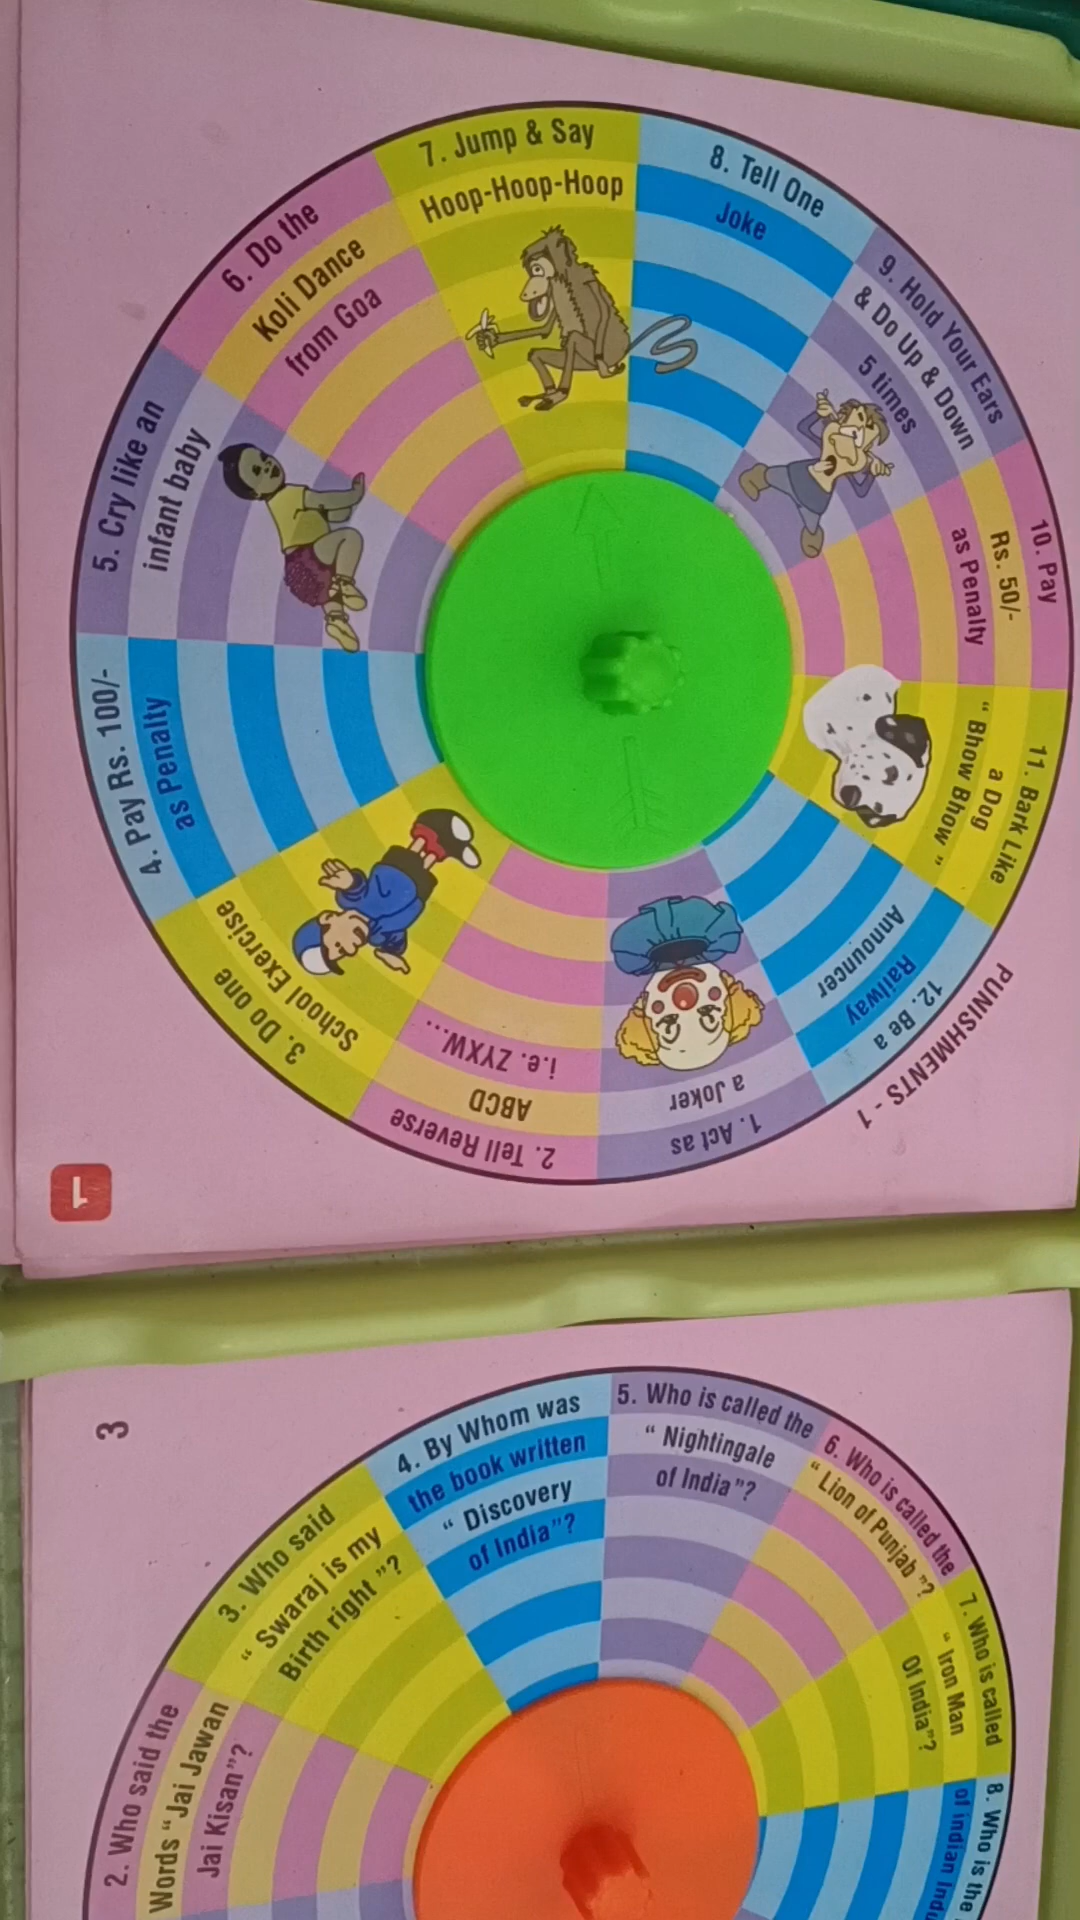 PUNISHMENTS - 1
1. Act as
a Joker
2. Tell Reverse
ABCD
i.e. ZYXW...
3. Do one
School Exercise
4. Pay Rs. 100/-
as Penalty
5. Cry like an
infant baby
6. Do the
Koli Dance
from Goa
7. Jump & Say
Hoop-Hoop-Hoop
8. Tell One
Joke
9. Hold Your Ears
& Do Up & Down
5 times
10. Pay
Rs. 50/-
as Penalty
11. Bark Like
a Dog
“ Bhow Bhow ”
12. Be a
Railway
Announcer
1
3
2. Who said the
Words “ Jai Jawan
Jai Kisan”?
3. Who said
“ Swaraj is my
Birth right ”?
4. By Whom was
the book written
“ Discovery
of India”?
5. Who is called the
“ Nightingale
of India”?
6. Who is called the
“ Lion of Punjab ”?
7. Who is called
“ Iron Man
Of India”?
8. Who is the
of indian